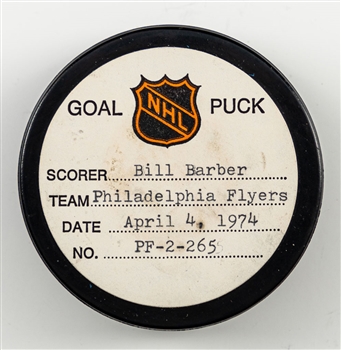 GOAL NHL PUCK
SCORER Bill Barber
TEAM Philadelphia Flyers
DATE April 4, 1974
NO. PF-2-265